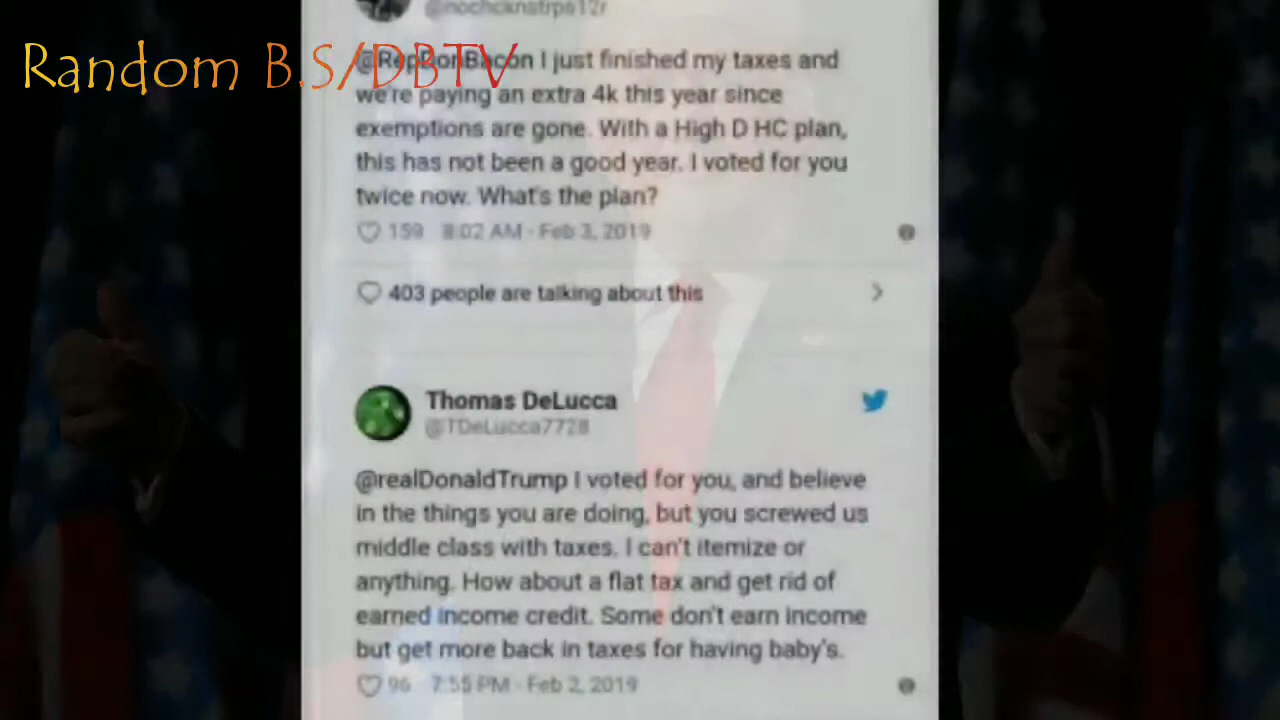 @nochcknstrps12r
Random B.S/DBTV
@RepDonBacon I just finished my taxes and
we're paying an extra 4k this year since
exemptions are gone. With a High D HC plan,
this has not been a good year. I voted for you
twice now. What's the plan?
159 8:02 AM - Feb 3, 2019
403 people are talking about this
Thomas DeLucca
@TDeLucca7728
@realDonaldTrump I voted for you, and believe
in the things you are doing, but you screwed us
middle class with taxes. I can't itemize or
anything. How about a flat tax and get rid of
earned income credit. Some don't earn income
but get more back in taxes for having baby's.
96 7:55 PM - Feb 2, 2019